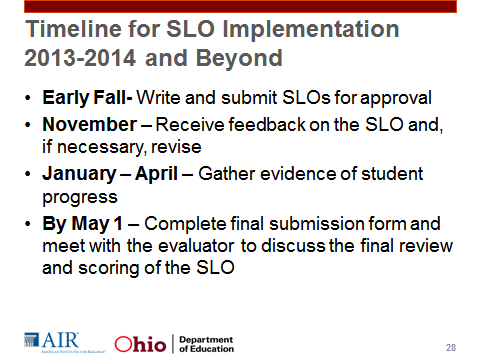 Timeline for SLO Implementation
2013-2014 and Beyond
• Early Fall- Write and submit SLOs for approval
• November – Receive feedback on the SLO and,
if necessary, revise
• January – April – Gather evidence of student
progress
• By May 1 – Complete final submission form and
meet with the evaluator to discuss the final review
and scoring of the SLO
AIR
AMERICAN INSTITUTES FOR RESEARCH®
Ohio
Department
of Education
28